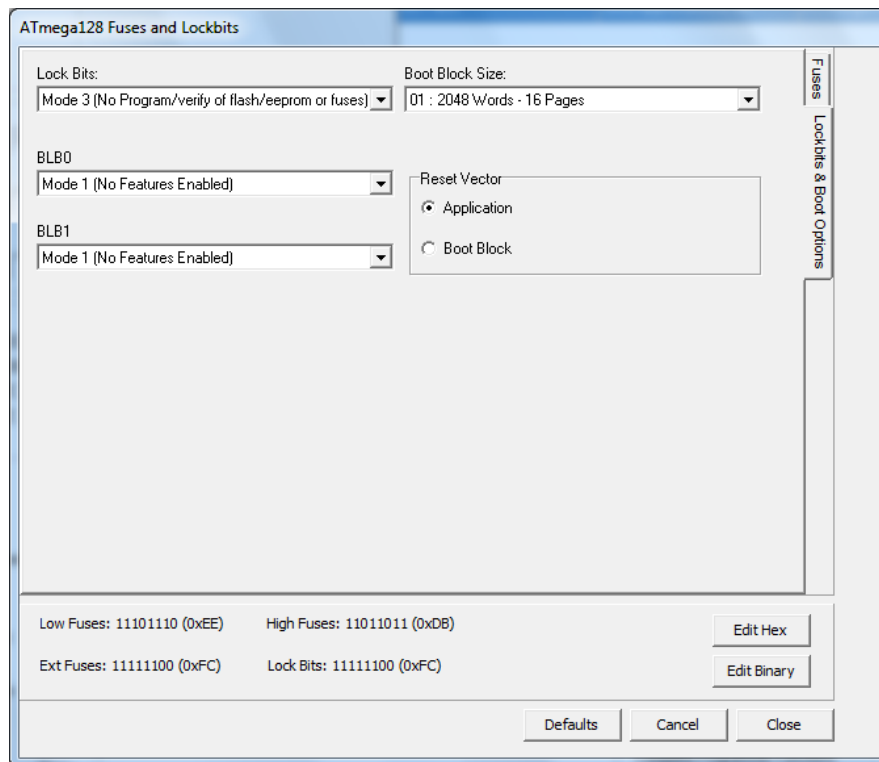 ATmega128 Fuses and Lockbits
Lock Bits:
Mode 3 (No Program/verify of flash/eeprom or fuses)
Boot Block Size:
01 : 2048 Words - 16 Pages
Fuses
Lockbits & Boot Options
BLB0
Mode 1 (No Features Enabled)
Reset Vector
Application
BLB1
Mode 1 (No Features Enabled)
Boot Block
Low Fuses: 11101110 (0xEE)
High Fuses: 11011011 (0xDB)
Edit Hex
Ext Fuses: 11111100 (0xFC)
Lock Bits: 11111100 (0xFC)
Edit Binary
Defaults
Cancel
Close